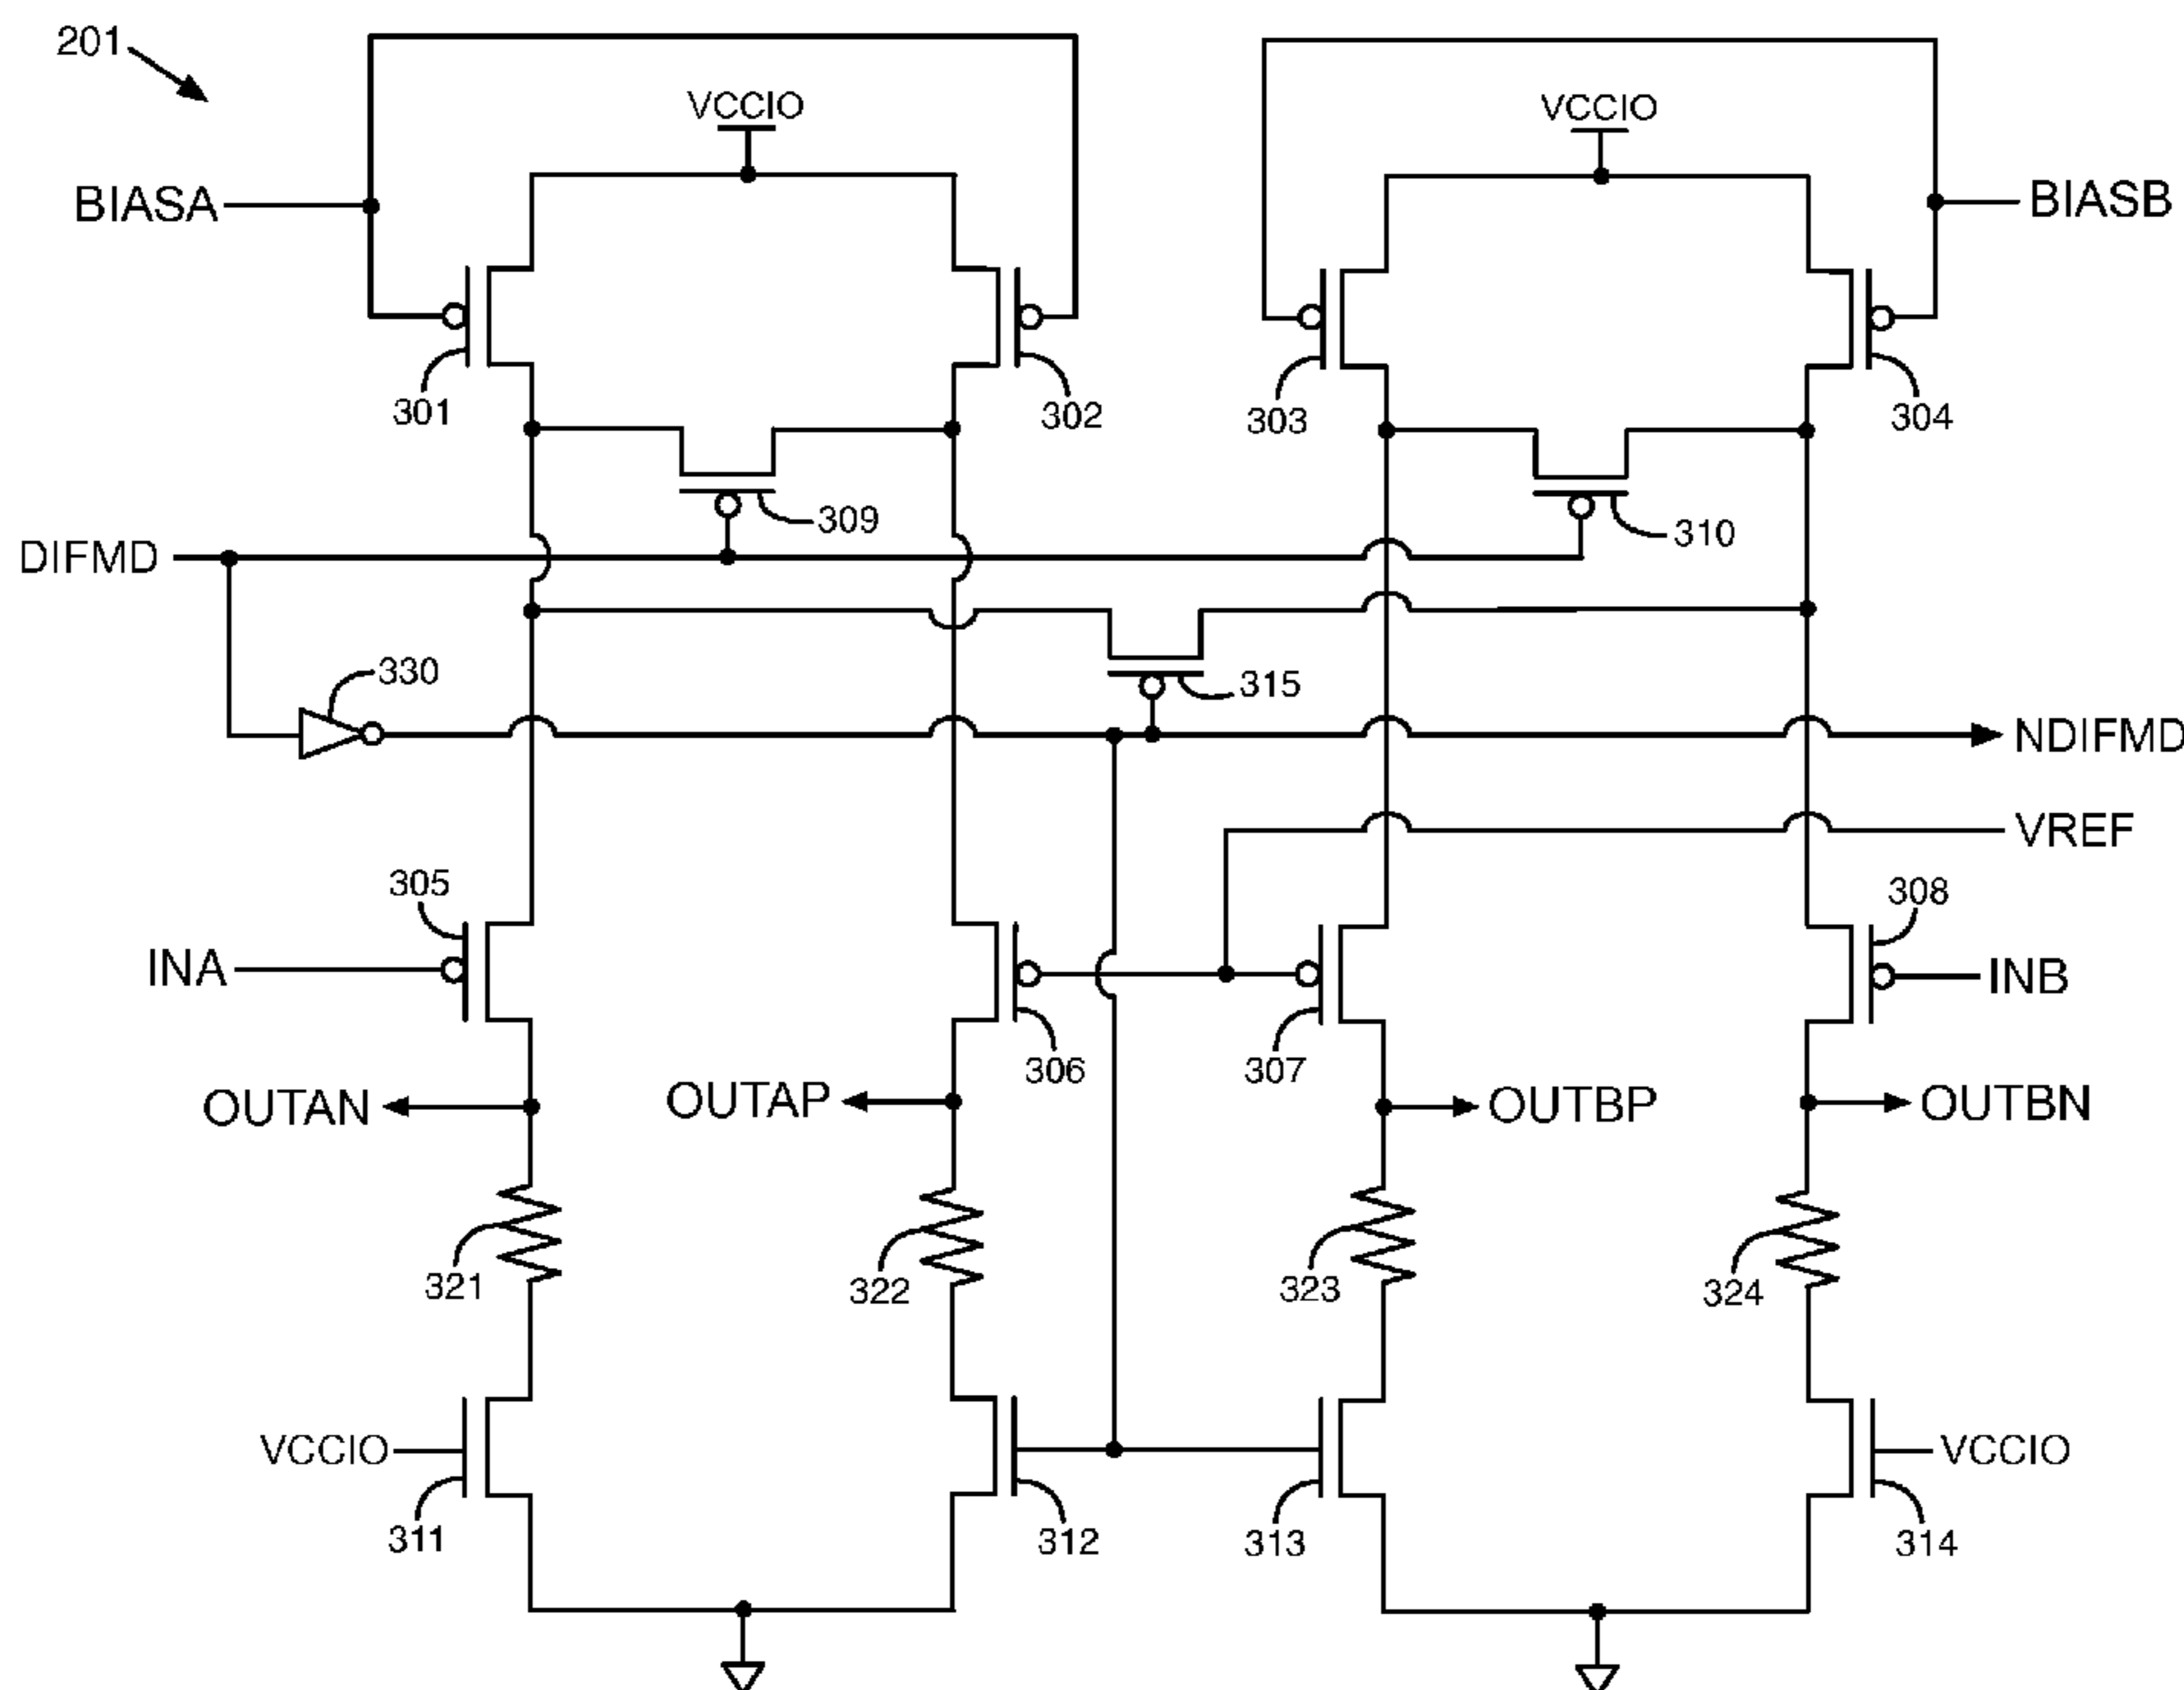 201
VCCIO
VCCIO
BIASA
BIASB
301
302
303
304
309
310
DIFMD
330
315
NDIFMD
VREF
305
308
INA
INB
306
307
OUTAN
OUTAP
OUTBP
OUTBN
321
322
323
324
VCCIO
VCCIO
311
312
313
314